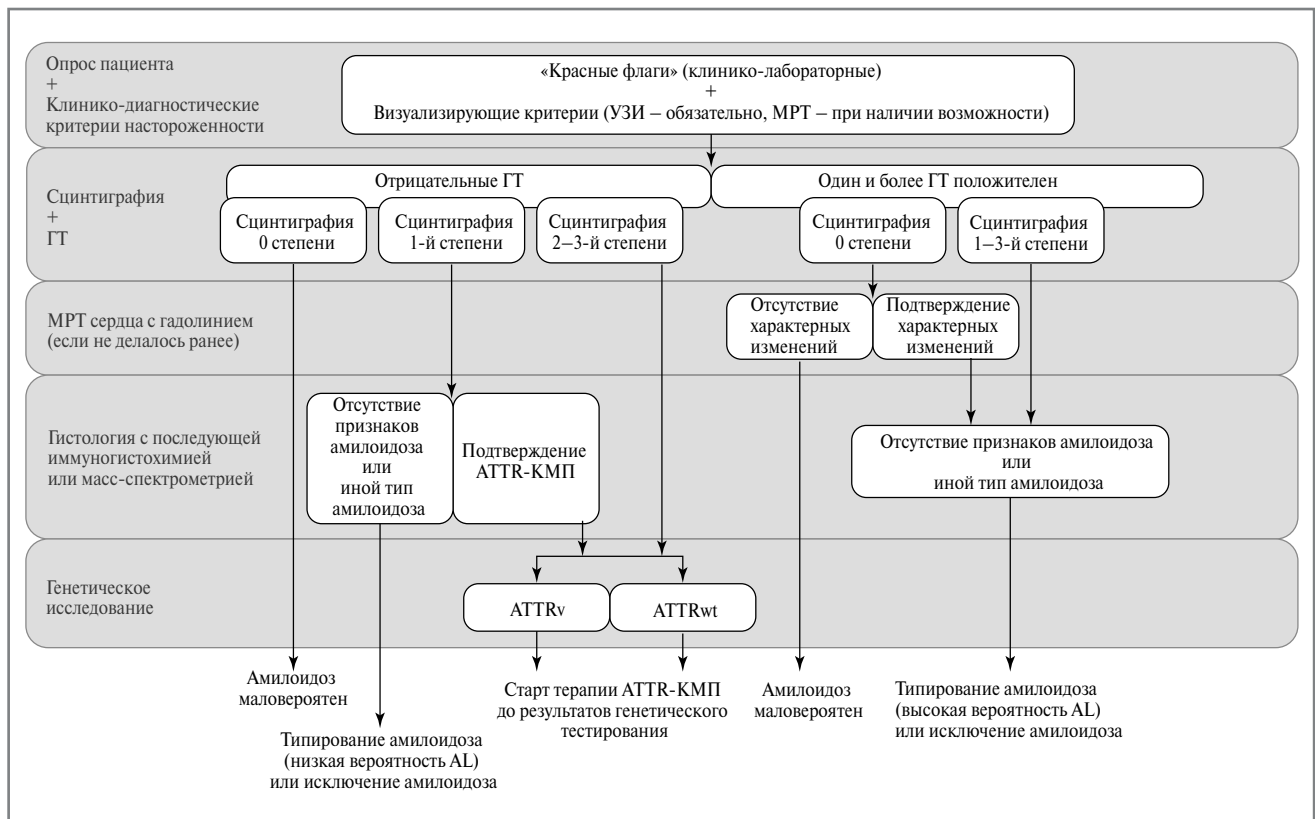 Опрос пациента
+
Клинико-диагностические
критерии настороженности
«Красные флаги» (клинико-лабораторные)
+
Визуализирующие критерии (УЗИ – обязательно, МРТ – при наличии возможности)
Сцинтиграфия
+
ГТ
Отрицательные ГТ
Один и более ГТ положителен
Сцинтиграфия
0 степени
Сцинтиграфия
1-й степени
Сцинтиграфия
2–3-й степени
Сцинтиграфия
0 степени
Сцинтиграфия
1–3-й степени
МРТ сердца с гадолинием
(если не делалось ранее)
Отсутствие
характерных
изменений
Подтверждение
характерных
изменений
Гистология с последующей
иммуногистохимией
или масс-спектрометрией
Отсутствие
признаков
амилоидоза
или
иной тип
амилоидоза
Подтверждение
ATTR-КМП
Отсутствие признаков амилоидоза
или
иной тип амилоидоза
Генетическое
исследование
ATTRv
ATTRwt
Амилоидоз
маловероятен
Типирование амилоидоза
(низкая вероятность AL)
или исключение амилоидоза
Старт терапии ATTR-КМП
до результатов генетического
тестирования
Амилоидоз
маловероятен
Типирование амилоидоза
(высокая вероятность AL)
или исключение амилоидоза